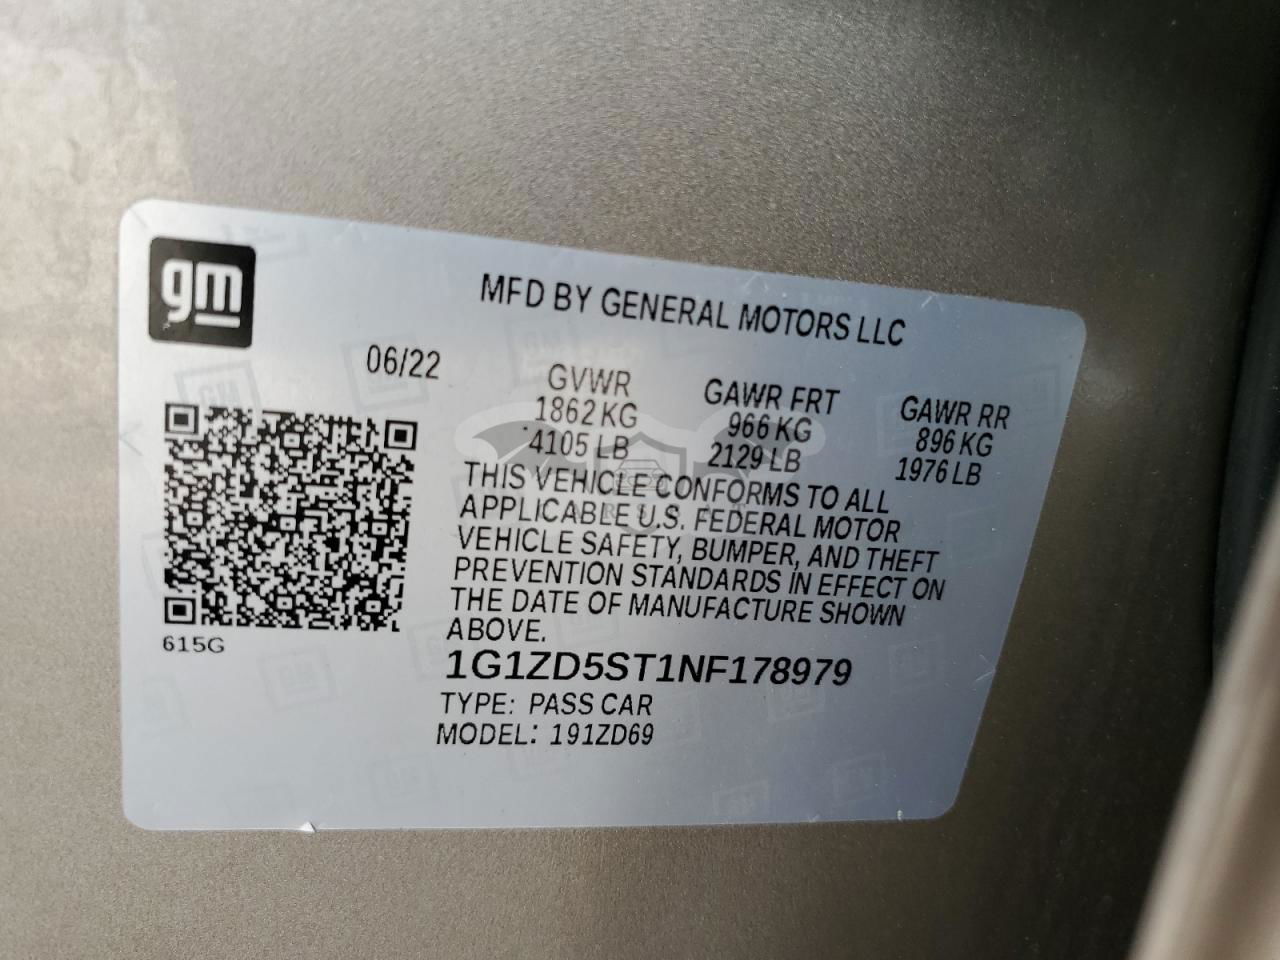 gm
MFD BY GENERAL MOTORS LLC
06/22
GVWR
1862 KG
4105 LB
GAWR FRT
966 KG
2129 LB
GAWR RR
896 KG
1976 LB
THIS VEHICLE CONFORMS TO ALL
APPLICABLE U.S. FEDERAL MOTOR
VEHICLE SAFETY, BUMPER, AND THEFT
PREVENTION STANDARDS IN EFFECT ON
THE DATE OF MANUFACTURE SHOWN
ABOVE.
615G
1G1ZD5ST1NF178979
TYPE: PASS CAR
MODEL: 191ZD69